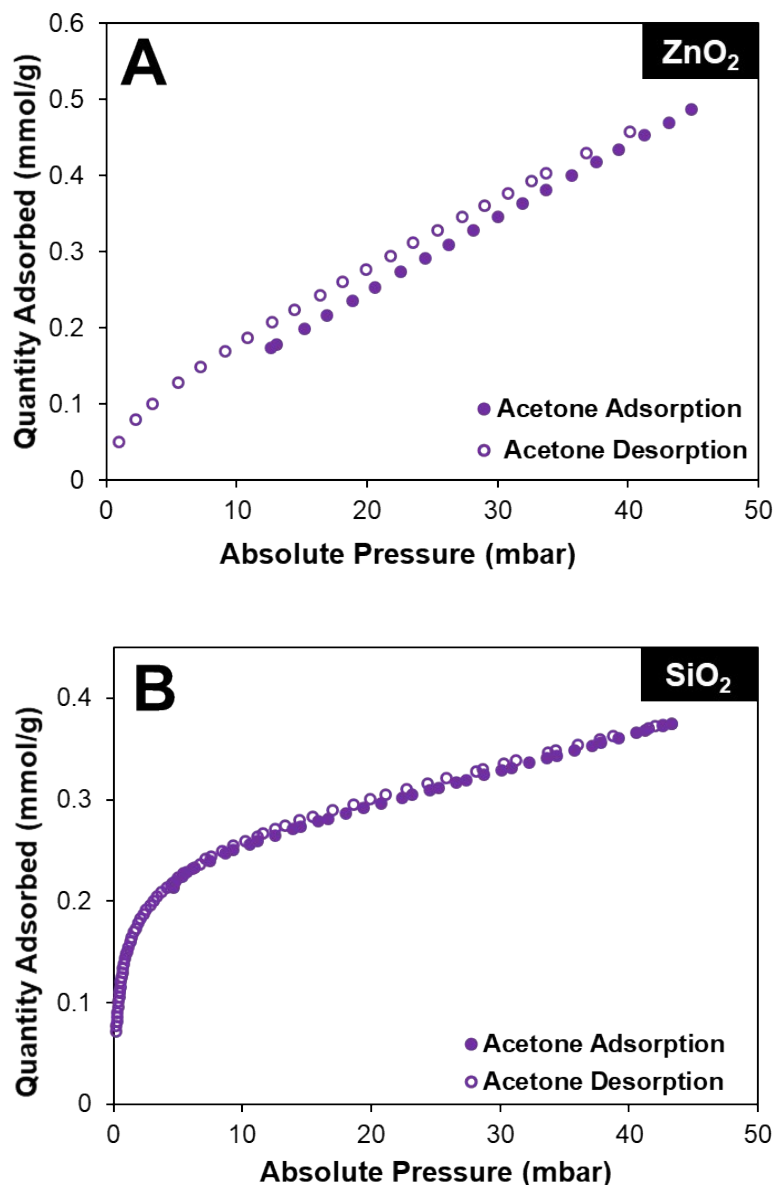 A
ZnO₂
0.6
0.5
0.4
0.3
0.2
0.1
0
Quantity Adsorbed (mmol/g)
Acetone Adsorption
Acetone Desorption
0 10 20 30 40 50
Absolute Pressure (mbar)
B
SiO₂
0.4
0.3
0.2
0.1
0
Quantity Adsorbed (mmol/g)
Acetone Adsorption
Acetone Desorption
0 10 20 30 40 50
Absolute Pressure (mbar)